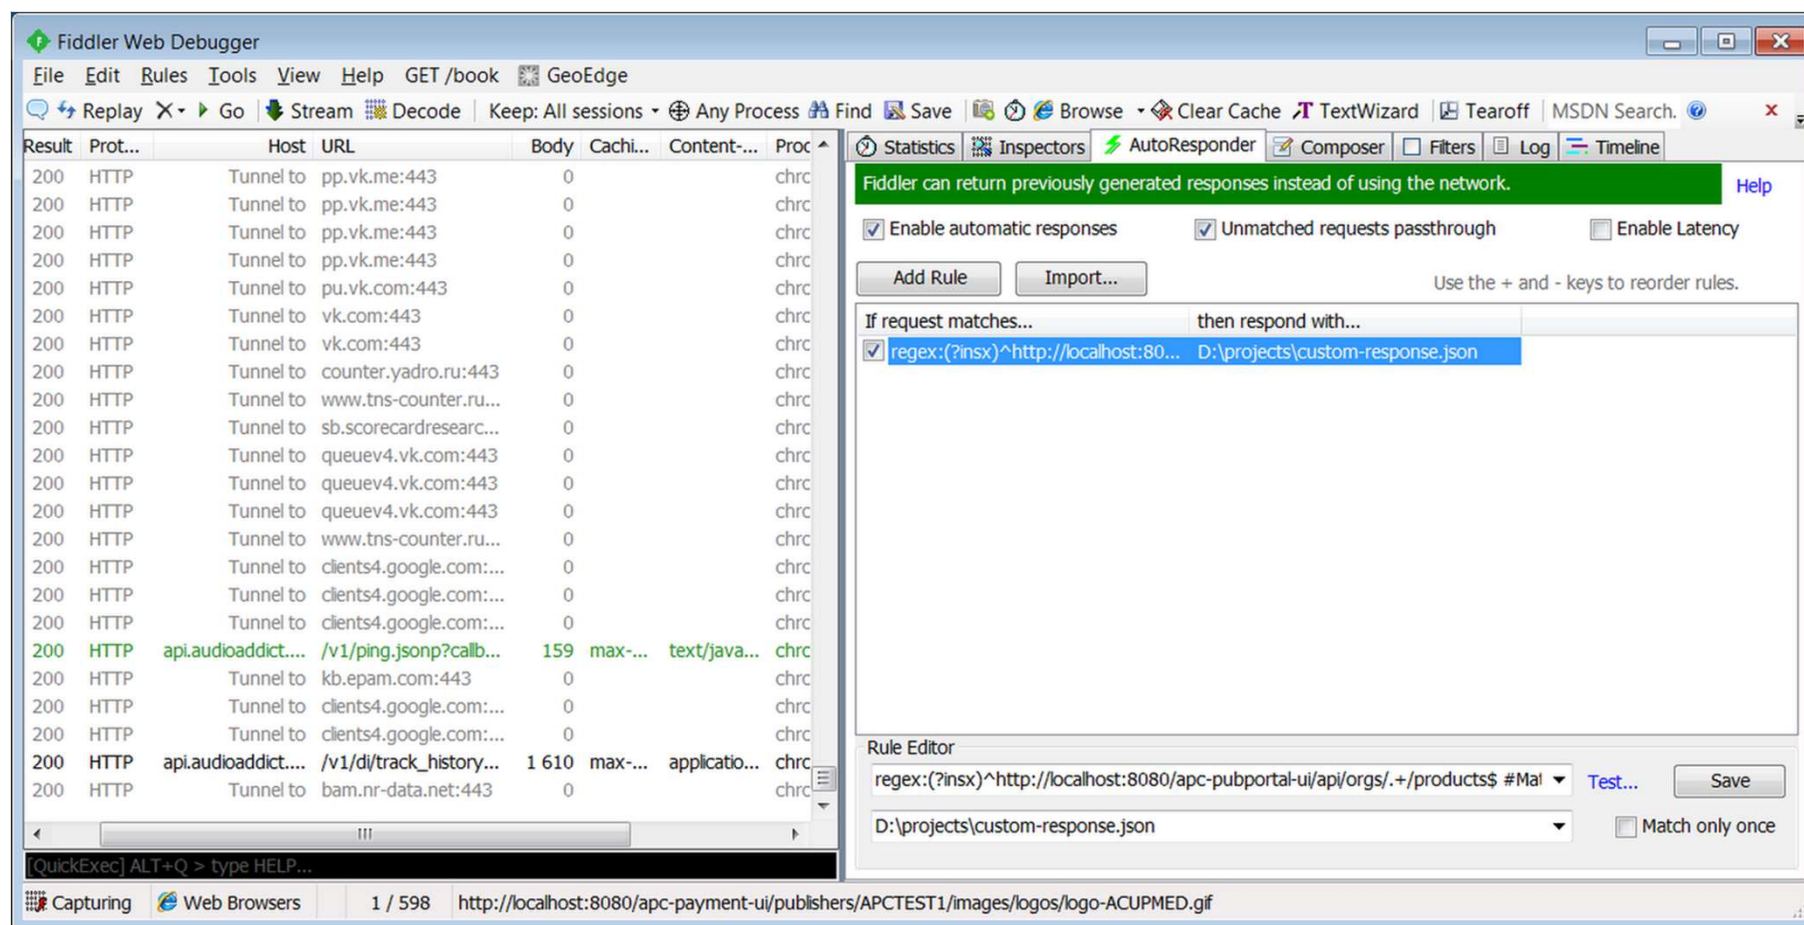 Fiddler Web Debugger
File Edit Rules Tools View Help GET /book GeoEdge
Replay X Go Stream Decode Keep: All sessions Any Process Find Save Browse Clear Cache TextWizard Tearoff MSDN Search. x
Result Prot... Host URL Body Cachi... Content-... Proc
200 HTTP Tunnel to pp.vk.me:443 0 chrc
200 HTTP Tunnel to pp.vk.me:443 0 chrc
200 HTTP Tunnel to pp.vk.me:443 0 chrc
200 HTTP Tunnel to pp.vk.me:443 0 chrc
200 HTTP Tunnel to pu.vk.com:443 0 chrc
200 HTTP Tunnel to vk.com:443 0 chrc
200 HTTP Tunnel to vk.com:443 0 chrc
200 HTTP Tunnel to counter.yadro.ru:443 0 chrc
200 HTTP Tunnel to www.tns-counter.ru... 0 chrc
200 HTTP Tunnel to sb.scorecardresearc... 0 chrc
200 HTTP Tunnel to queuev4.vk.com:443 0 chrc
200 HTTP Tunnel to queuev4.vk.com:443 0 chrc
200 HTTP Tunnel to queuev4.vk.com:443 0 chrc
200 HTTP Tunnel to www.tns-counter.ru... 0 chrc
200 HTTP Tunnel to clients4.google.com:... 0 chrc
200 HTTP Tunnel to clients4.google.com:... 0 chrc
200 HTTP Tunnel to clients4.google.com:... 0 chrc
200 HTTP api.audioaddict.... /v1/ping.jsonp?callb... 159 max-... text/java... chrc
200 HTTP Tunnel to kb.epam.com:443 0 chrc
200 HTTP Tunnel to clients4.google.com:... 0 chrc
200 HTTP Tunnel to clients4.google.com:... 0 chrc
200 HTTP api.audioaddict.... /v1/di/track_history... 1 610 max-... applicatio... chrc
200 HTTP Tunnel to bam.nr-data.net:443 0 chrc
[QuickExec] ALT+Q > type HELP...
Statistics Inspectors AutoResponder Composer Filters Log Timeline
Fiddler can return previously generated responses instead of using the network. Help
Enable automatic responses Unmatched requests passthrough Enable Latency
Add Rule Import... Use the + and - keys to reorder rules.
If request matches... then respond with...
regex:(?insx)^http://localhost:80... D:\projects\custom-response.json
Rule Editor
regex:(?insx)^http://localhost:8080/apc-pubportal-ui/api/orgs/.+/products$ #Mat Test... Save
D:\projects\custom-response.json Match only once
Capturing Web Browsers 1 / 598 http://localhost:8080/apc-payment-ui/publishers/APCTEST1/images/logos/logo-ACUPMED.gif